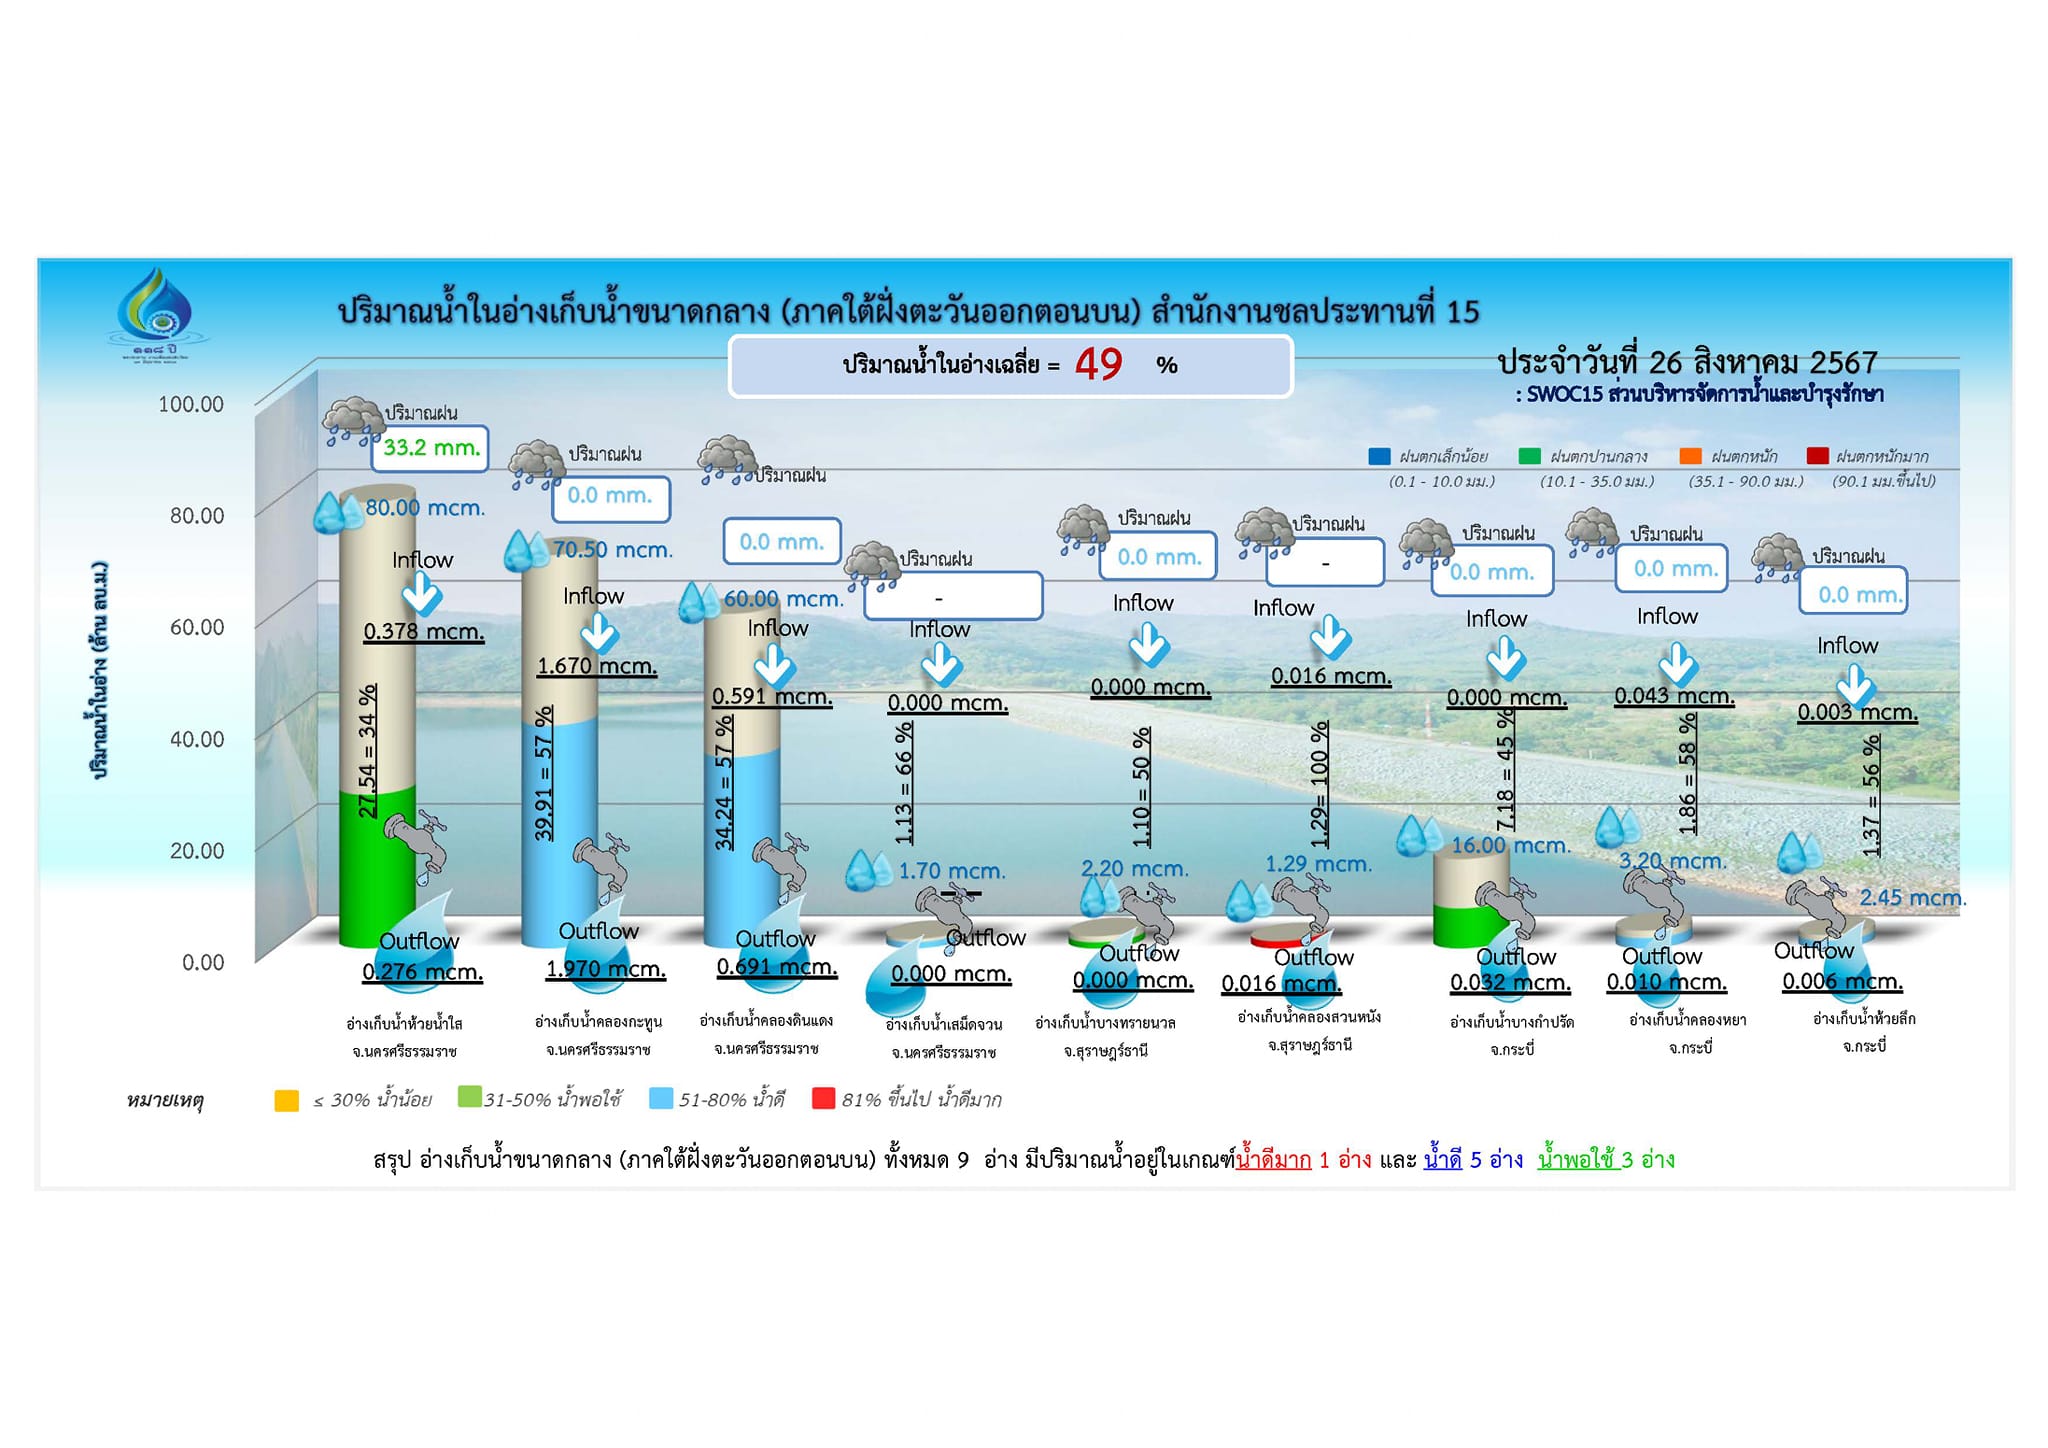 ปริมาณน้ำในอ่างเก็บน้ำขนาดกลาง (ภาคใต้ฝั่งตะวันออกตอนบน) สำนักงานชลประทานที่ 15
๑๑๘ ปี
ปริมาณน้ำในอ่างเฉลี่ย = 49 %
ประจำวันที่ 26 สิงหาคม 2567
: SWOC15 ส่วนบริหารจัดการน้ำและบำรุงรักษา
ฝนตกเล็กน้อย
(0.1 - 10.0 มม.)
ฝนตกปานกลาง
(10.1 - 35.0 มม.)
ฝนตกหนัก
(35.1 - 90.0 มม.)
ฝนตกหนักมาก
(90.1 มม.ขึ้นไป)
ปริมาณน้ำในอ่าง (ล้าน ลบ.ม.)
100.00
80.00
60.00
40.00
20.00
0.00
ปริมาณฝน
33.2 mm.
80.00 mcm.
Inflow
0.378 mcm.
27.54 = 34 %
Outflow
0.276 mcm.
อ่างเก็บน้ำห้วยน้ำใส
จ.นครศรีธรรมราช
ปริมาณฝน
0.0 mm.
70.50 mcm.
Inflow
1.670 mcm.
39.91 = 57 %
Outflow
1.970 mcm.
อ่างเก็บน้ำคลองกะทูน
จ.นครศรีธรรมราช
ปริมาณฝน
0.0 mm.
60.00 mcm.
Inflow
0.591 mcm.
34.24 = 57 %
Outflow
0.691 mcm.
อ่างเก็บน้ำคลองดินแดง
จ.นครศรีธรรมราช
ปริมาณฝน
-
Inflow
0.000 mcm.
1.13 = 66 %
1.70 mcm.
Outflow
0.000 mcm.
อ่างเก็บน้ำเสม็ดจวน
จ.นครศรีธรรมราช
ปริมาณฝน
0.0 mm.
Inflow
0.000 mcm.
1.10 = 50 %
2.20 mcm.
Outflow
0.000 mcm.
อ่างเก็บน้ำบางทรายนวล
จ.สุราษฎร์ธานี
ปริมาณฝน
-
Inflow
0.016 mcm.
1.29= 100 %
1.29 mcm.
Outflow
0.016 mcm.
อ่างเก็บน้ำคลองสวนหนัง
จ.สุราษฎร์ธานี
ปริมาณฝน
0.0 mm.
Inflow
0.000 mcm.
7.18 = 45 %
16.00 mcm.
Outflow
0.032 mcm.
อ่างเก็บน้ำบางกำปรัด
จ.กระบี่
ปริมาณฝน
0.0 mm.
Inflow
0.043 mcm.
1.86 = 58 %
3.20 mcm.
Outflow
0.010 mcm.
อ่างเก็บน้ำคลองหยา
จ.กระบี่
ปริมาณฝน
0.0 mm.
Inflow
0.003 mcm.
1.37 = 56 %
2.45 mcm.
Outflow
0.006 mcm.
อ่างเก็บน้ำห้วยลึก
จ.กระบี่
หมายเหตุ
≤ 30% น้ำน้อย
31-50% น้ำพอใช้
51-80% น้ำดี
81% ขึ้นไป น้ำดีมาก
สรุป อ่างเก็บน้ำขนาดกลาง (ภาคใต้ฝั่งตะวันออกตอนบน) ทั้งหมด 9 อ่าง มีปริมาณน้ำอยู่ในเกณฑ์น้ำดีมาก 1 อ่าง และ น้ำดี 5 อ่าง น้ำพอใช้ 3 อ่าง